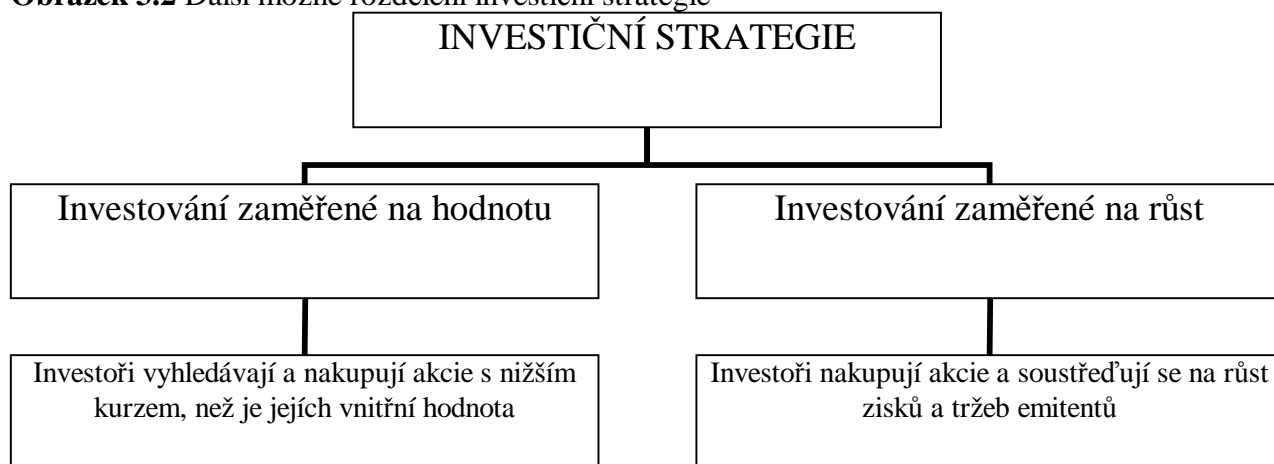 Obrázek 3.2 Další možné rozdělení investiční strategie
INVESTIČNÍ STRATEGIE
Investování zaměřené na hodnotu
Investování zaměřené na růst
Investoři vyhledávají a nakupují akcie s nižším
kurzem, než je jejích vnitřní hodnota
Investoři nakupují akcie a soustřeďují se na růst
zisků a tržeb emitentů